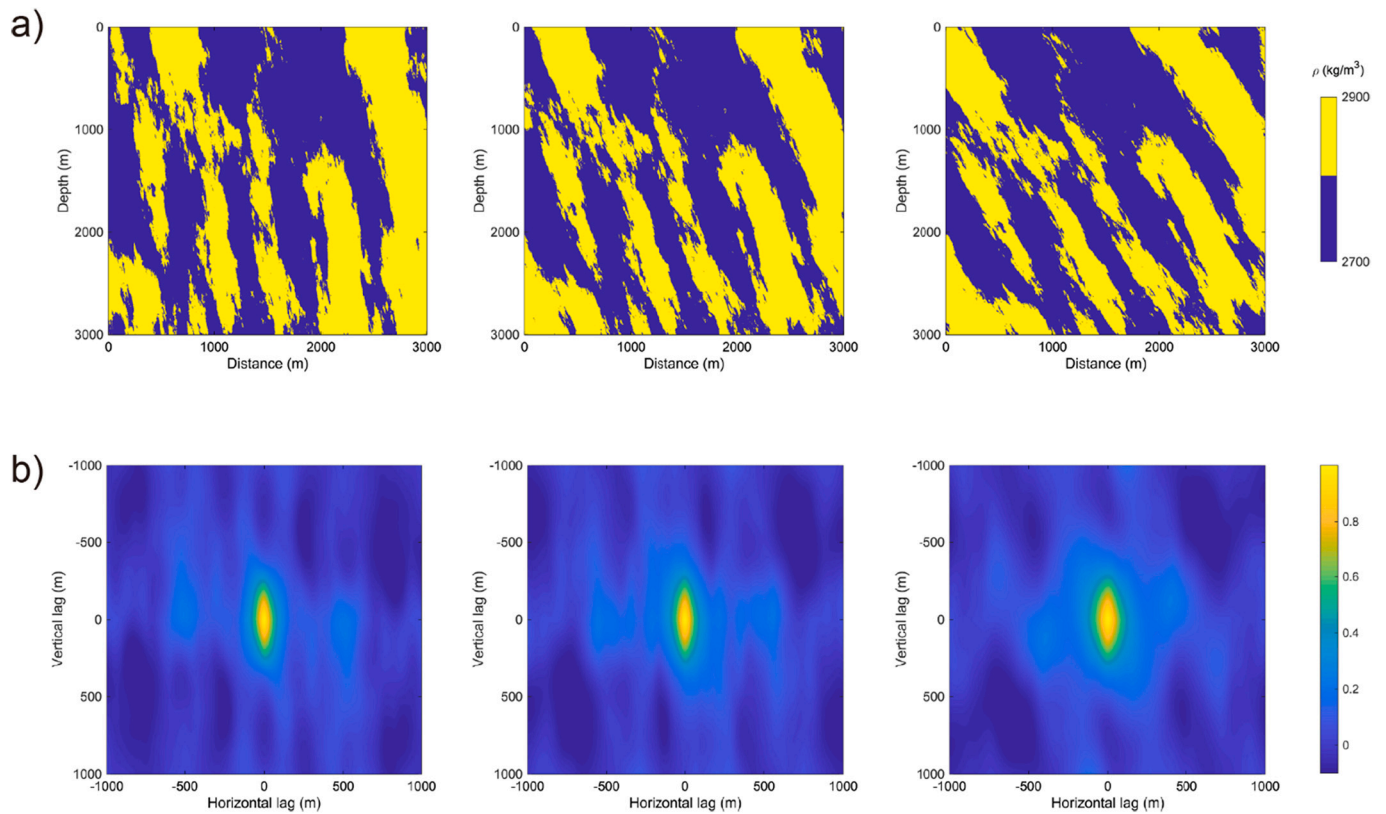 a)
0
1000
2000
3000
Depth (m)
0 1000 2000 3000
Distance (m)
0
1000
2000
3000
Depth (m)
0 1000 2000 3000
Distance (m)
0
1000
2000
3000
Depth (m)
0 1000 2000 3000
Distance (m)
ρ (kg/m³)
2900
2700
b)
-1000
-500
0
500
1000
Vertical lag (m)
-1000 -500 0 500 1000
Horizontal lag (m)
-1000
-500
0
500
1000
Vertical lag (m)
-1000 -500 0 500 1000
Horizontal lag (m)
-1000
-500
0
500
1000
Vertical lag (m)
-1000 -500 0 500 1000
Horizontal lag (m)
0.8
0.6
0.4
0.2
0